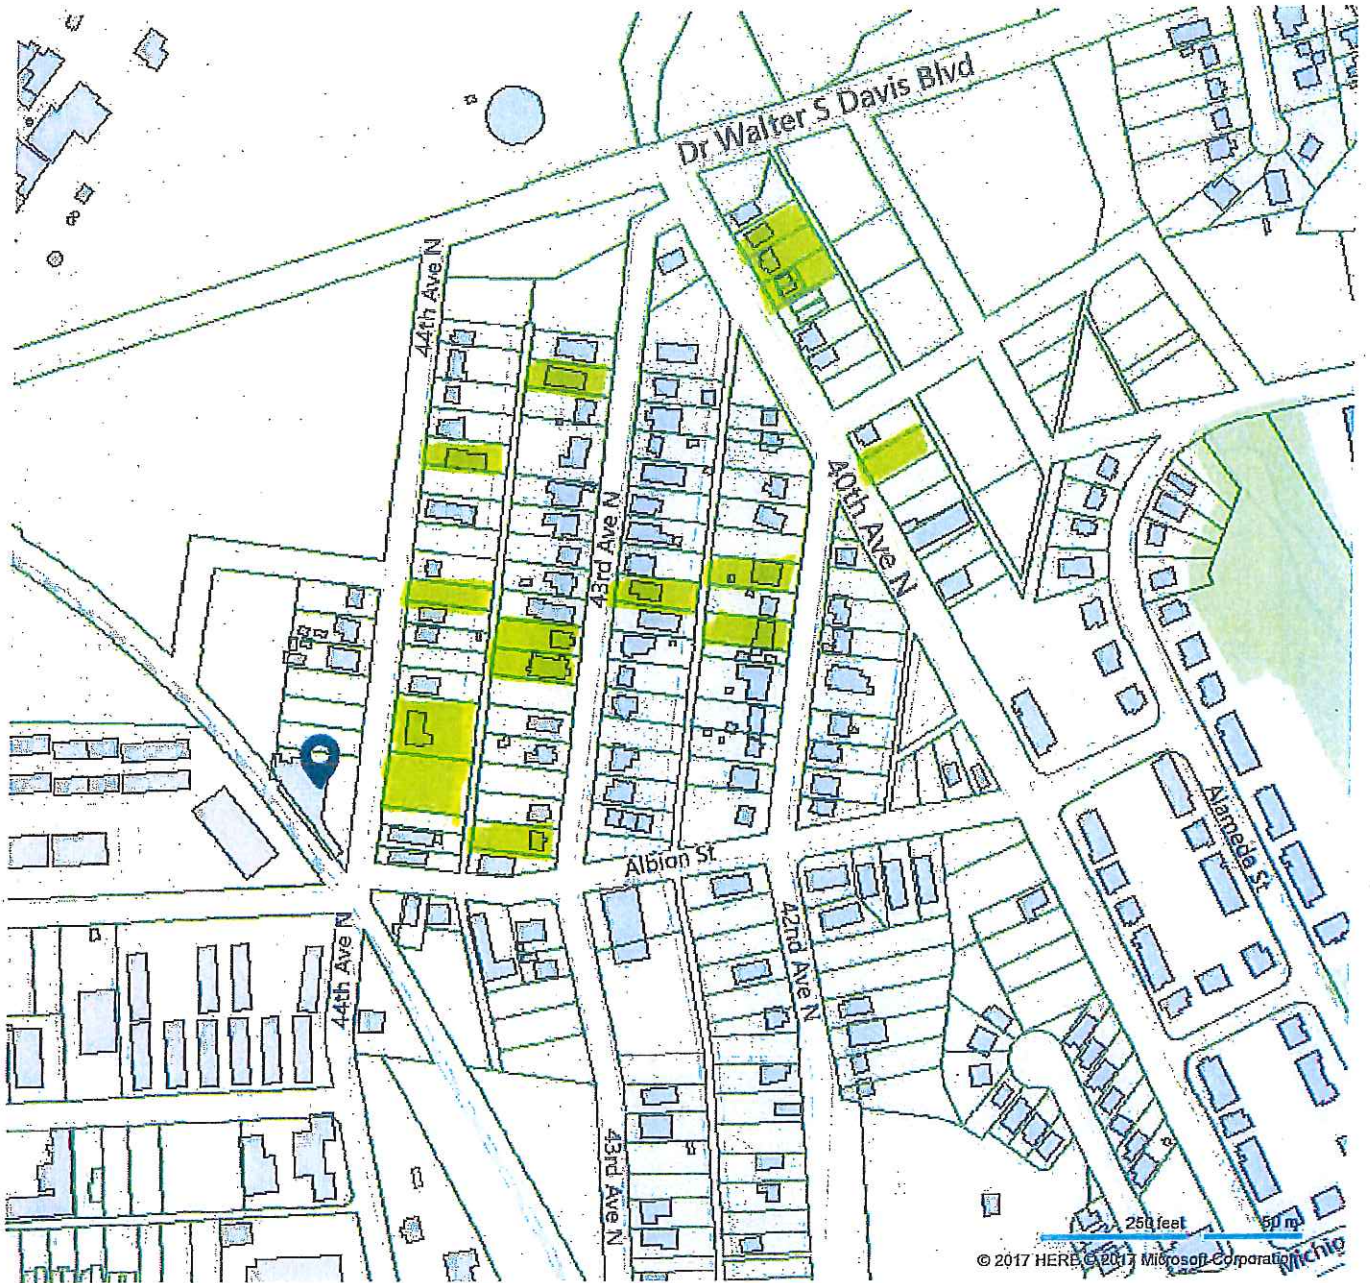 Dr Walter S Davis Blvd
44th Ave N
43rd Ave N
40th Ave N
Albion St
Alameda St
42nd Ave N
44th Ave N
43rd Ave N
250 feet 50 m
© 2017 HERE © 2017 Microsoft Corporation
Michig